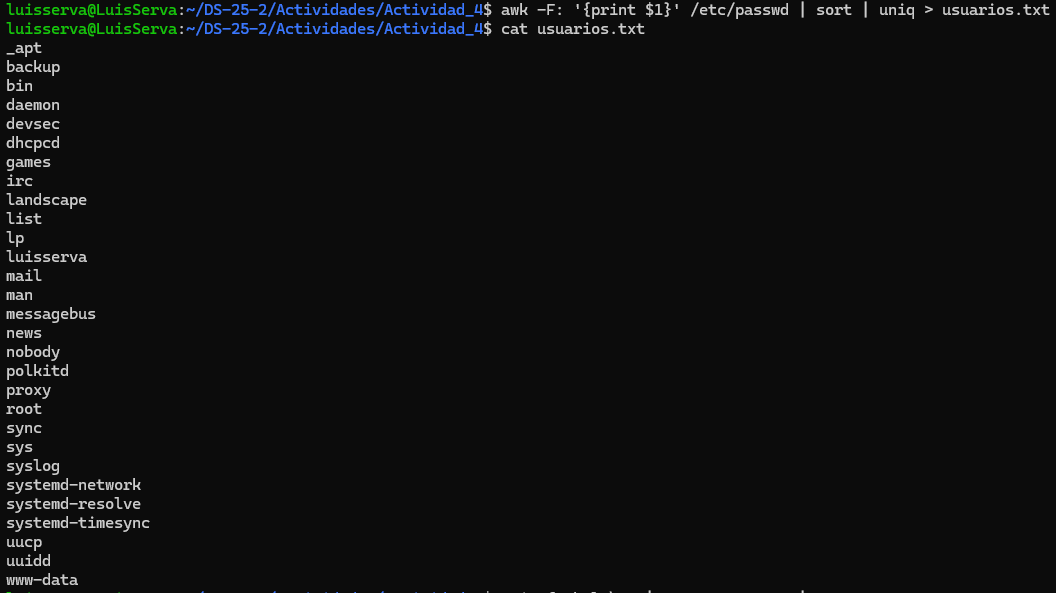 luisserva@LuisServa:~/DS-25-2/Actividades/Actividad_4$ awk -F: '{print $1}' /etc/passwd | sort | uniq > usuarios.txt
luisserva@LuisServa:~/DS-25-2/Actividades/Actividad_4$ cat usuarios.txt
_apt
backup
bin
daemon
devsec
dhcpcd
games
irc
landscape
list
lp
luisserva
mail
man
messagebus
news
nobody
polkitd
proxy
root
sync
sys
syslog
systemd-network
systemd-resolve
systemd-timesync
uucp
uuidd
www-data